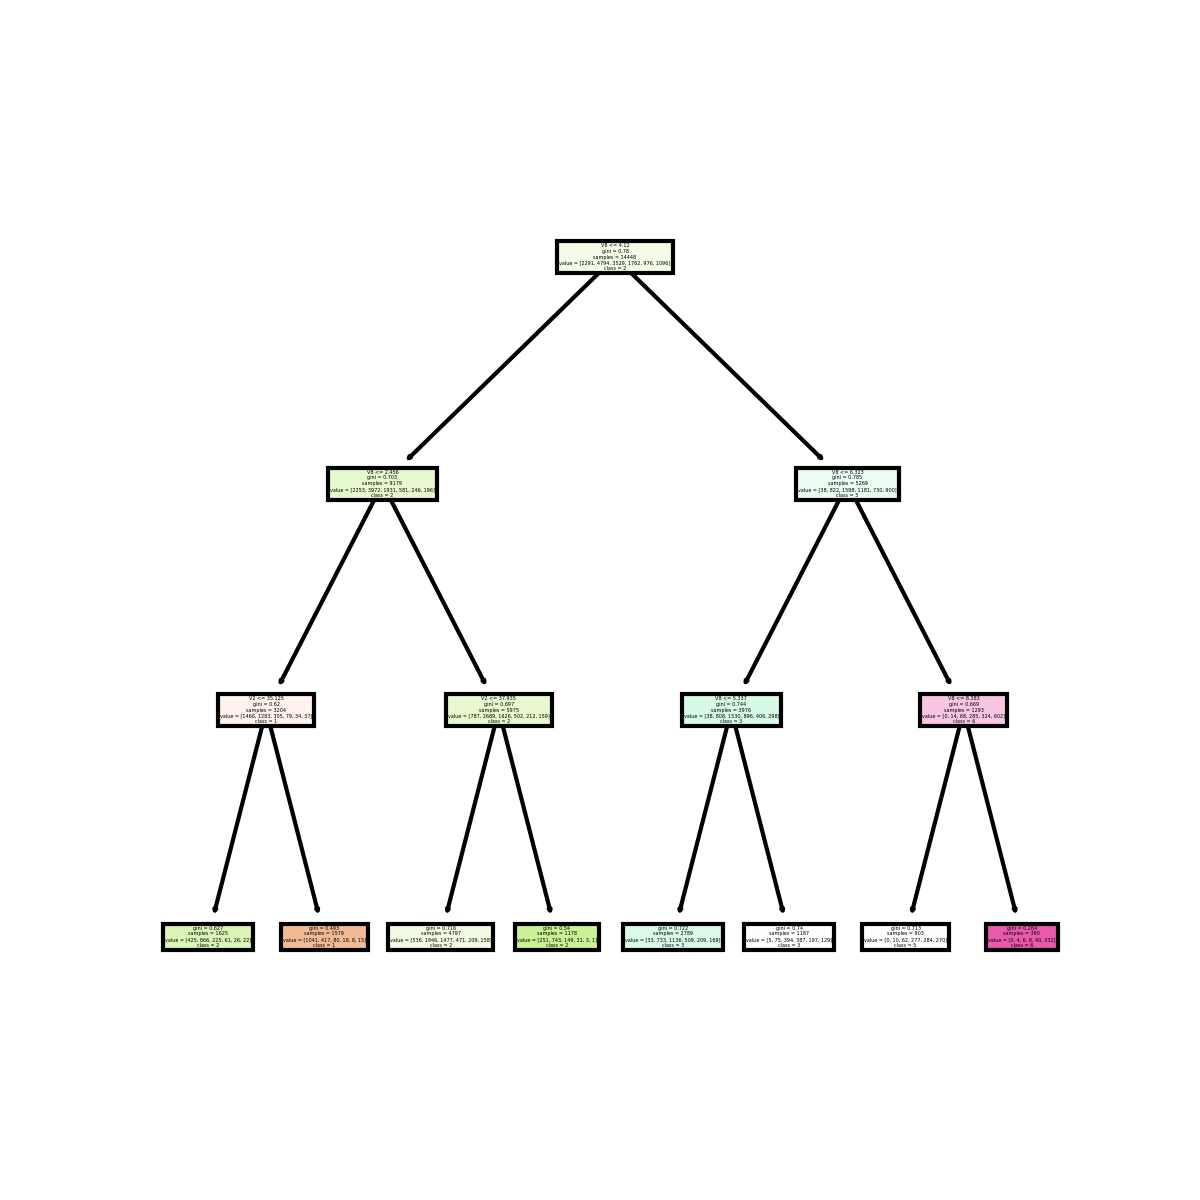 V8 <= 4.12
gini = 0.78
samples = 14448
value = [2291, 4794, 3529, 1762, 976, 1096]
class = 2
V8 <= 2.456
gini = 0.703
samples = 9179
value = [2253, 3972, 1931, 581, 246, 196]
class = 2
V8 <= 6.323
gini = 0.785
samples = 5269
value = [38, 822, 1598, 1181, 730, 900]
class = 3
V2 <= 35.125
gini = 0.62
samples = 3204
value = [1466, 1283, 305, 79, 34, 37]
class = 1
V2 <= 37.935
gini = 0.697
samples = 5975
value = [787, 2689, 1626, 502, 212, 159]
class = 2
V8 <= 5.337
gini = 0.744
samples = 3976
value = [38, 808, 1530, 896, 406, 298]
class = 3
V8 <= 8.383
gini = 0.669
samples = 1293
value = [0, 14, 68, 285, 324, 602]
class = 6
gini = 0.627
samples = 1625
value = [425, 866, 225, 61, 26, 22]
class = 2
gini = 0.493
samples = 1579
value = [1041, 417, 80, 18, 8, 15]
class = 1
gini = 0.716
samples = 4797
value = [536, 1946, 1477, 471, 209, 158]
class = 2
gini = 0.54
samples = 1178
value = [251, 743, 149, 31, 3, 1]
class = 2
gini = 0.722
samples = 2789
value = [33, 733, 1136, 509, 209, 169]
class = 3
gini = 0.74
samples = 1187
value = [5, 75, 394, 387, 197, 129]
class = 3
gini = 0.713
samples = 903
value = [0, 10, 62, 277, 284, 270]
class = 5
gini = 0.264
samples = 390
value = [0, 4, 6, 8, 40, 332]
class = 6